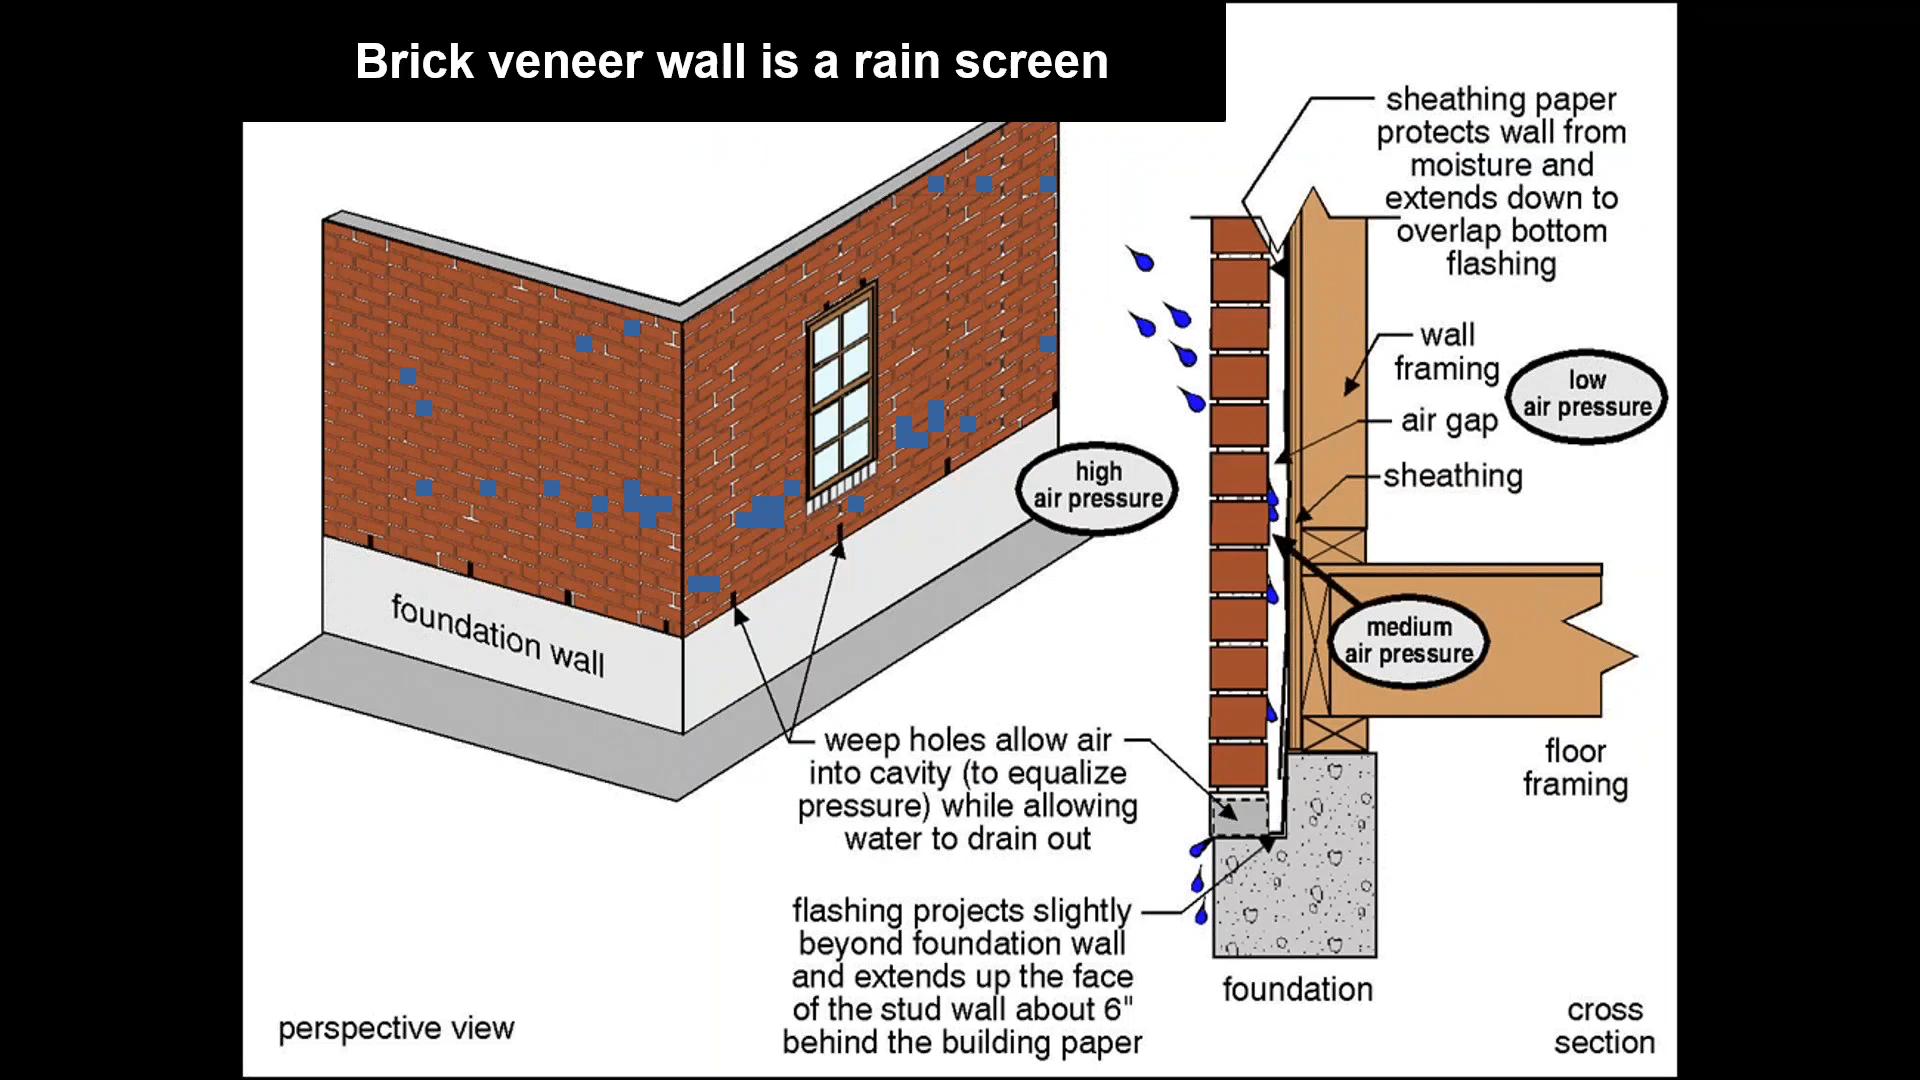 Brick veneer wall is a rain screen
sheathing paper
protects wall from
moisture and
extends down to
overlap bottom
flashing
wall
framing
low
air pressure
air gap
sheathing
high
air pressure
medium
air pressure
foundation wall
weep holes allow air
into cavity (to equalize
pressure) while allowing
water to drain out
floor
framing
flashing projects slightly
beyond foundation wall
and extends up the face
of the stud wall about 6"
behind the building paper
foundation
perspective view
cross
section